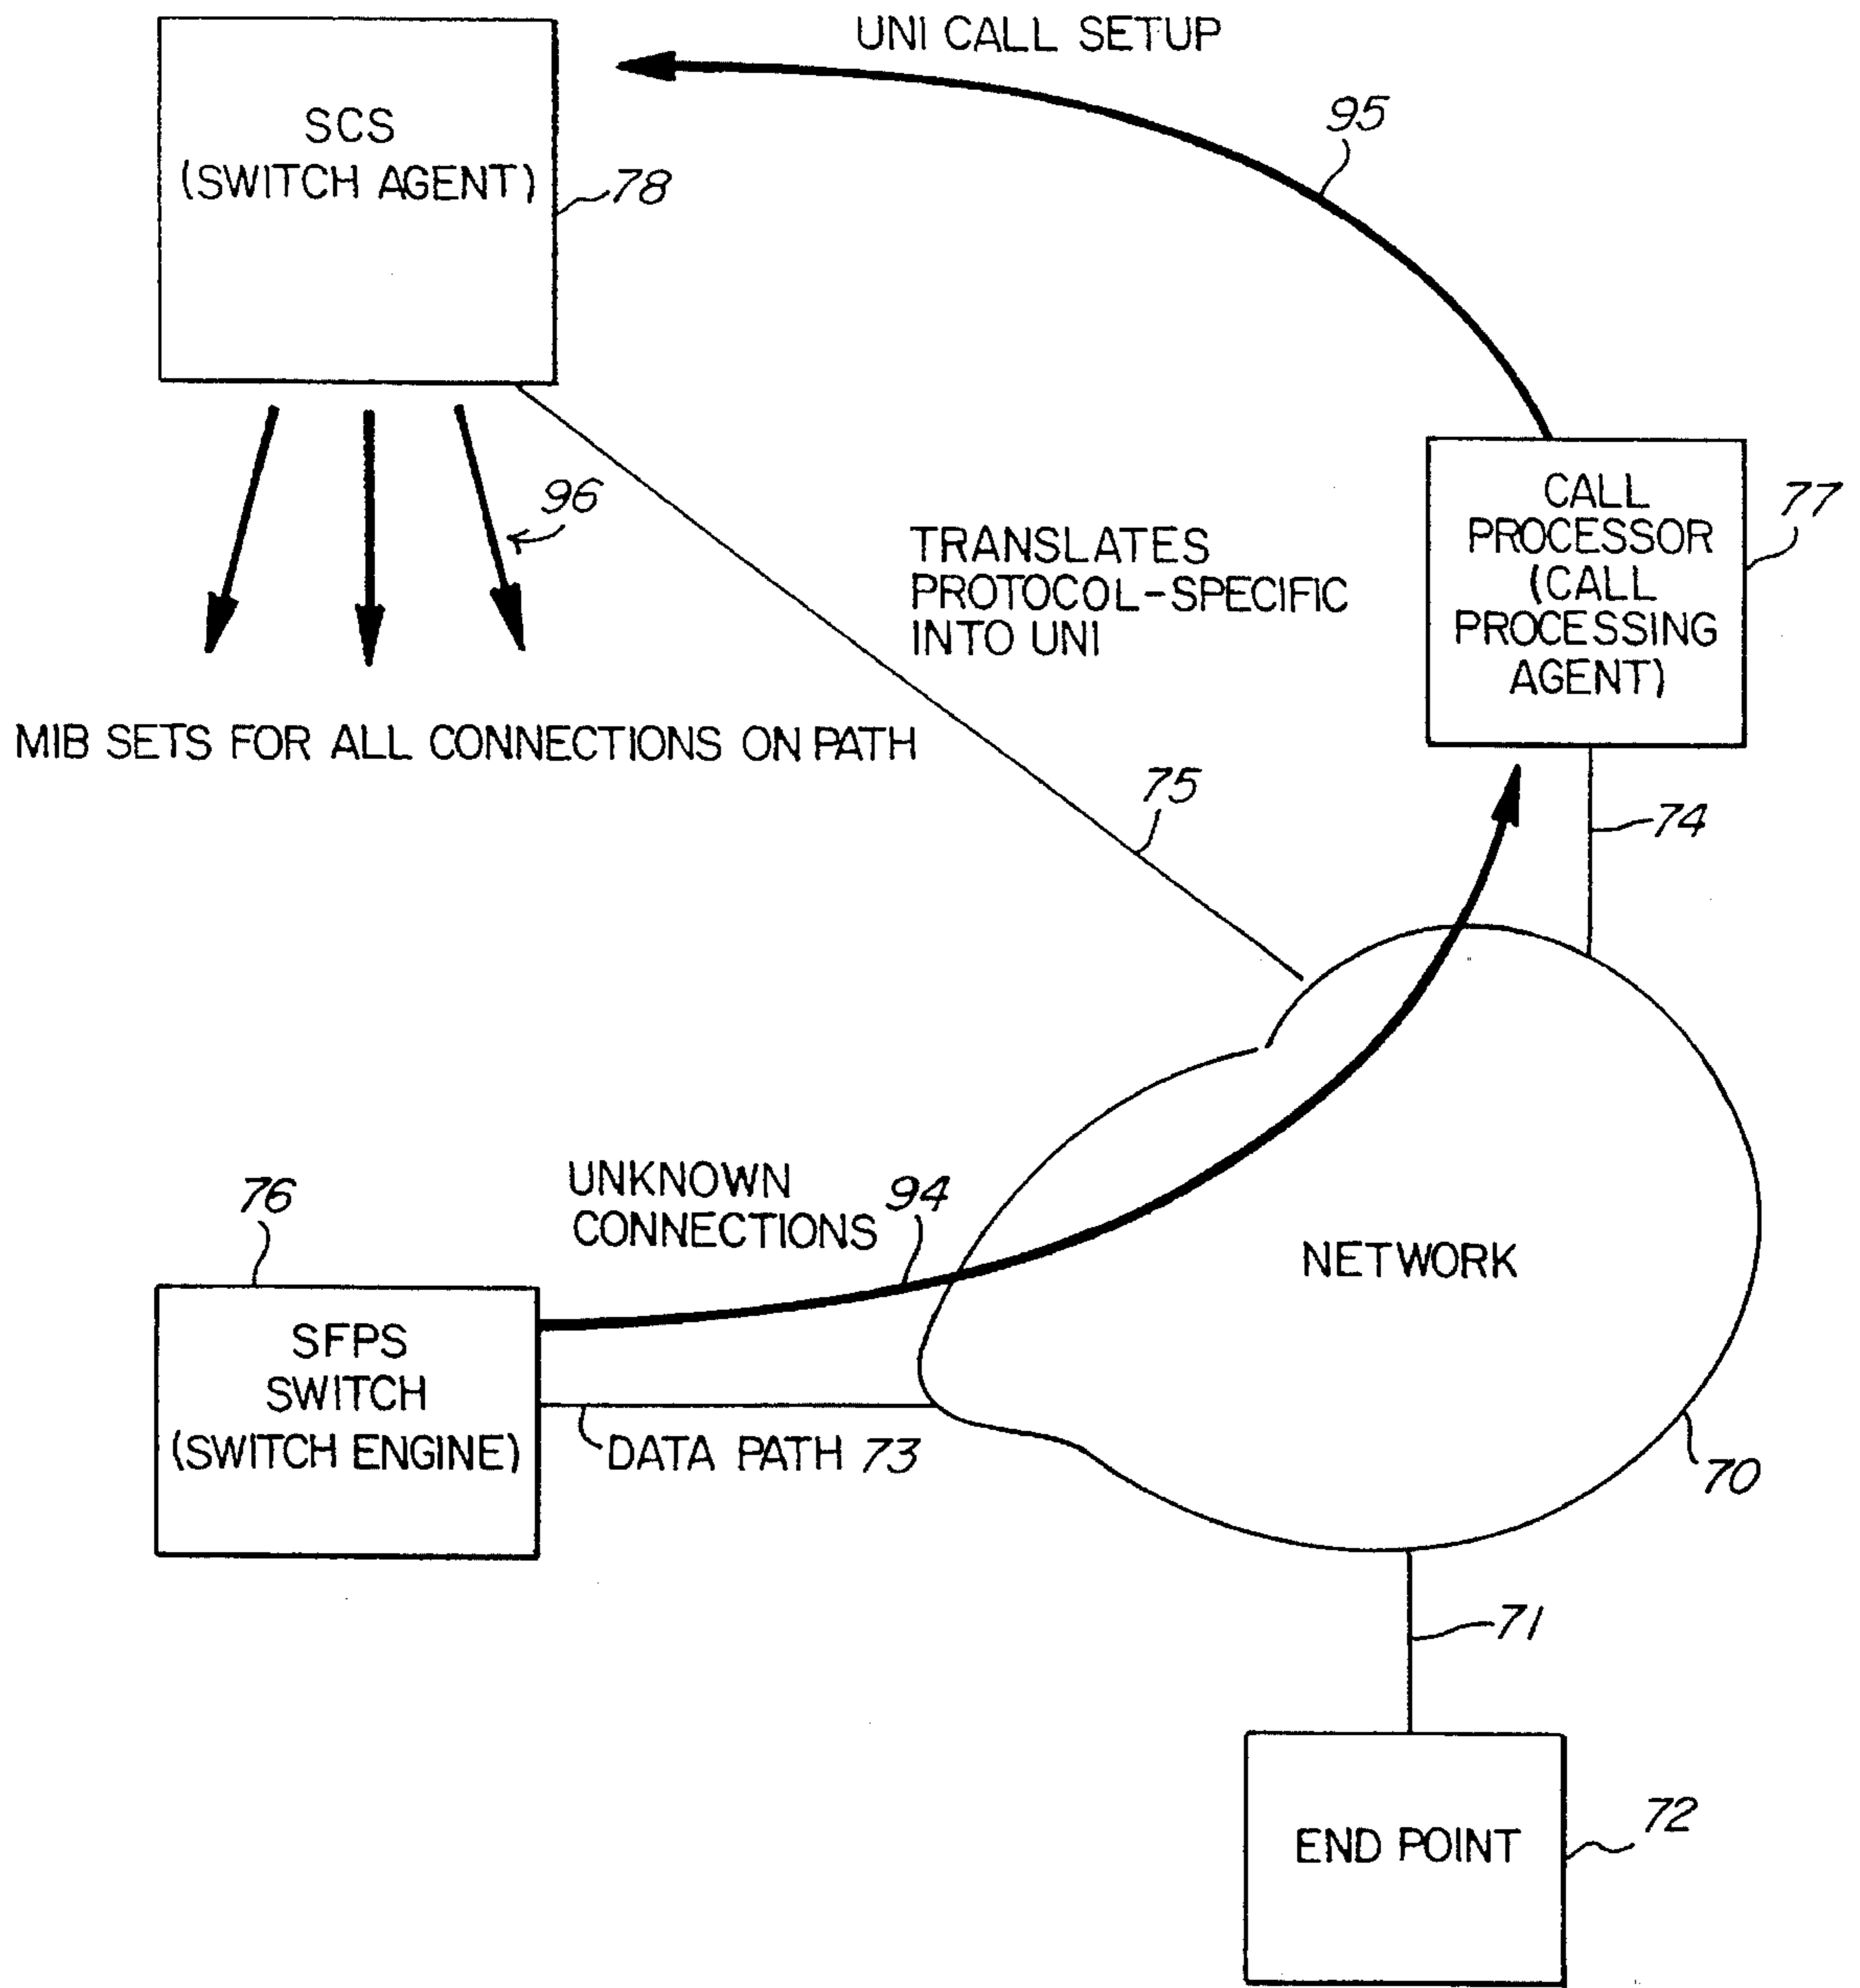 UNI CALL SETUP
95
SCS
(SWITCH AGENT)
78
CALL
PROCESSOR
(CALL
PROCESSING
AGENT)
77
96
TRANSLATES
PROTOCOL-SPECIFIC
INTO UNI
MIB SETS FOR ALL CONNECTIONS ON PATH
75
74
UNKNOWN
CONNECTIONS
94
76
NETWORK
SFPS
SWITCH
(SWITCH ENGINE)
DATA PATH 73
70
71
END POINT
72